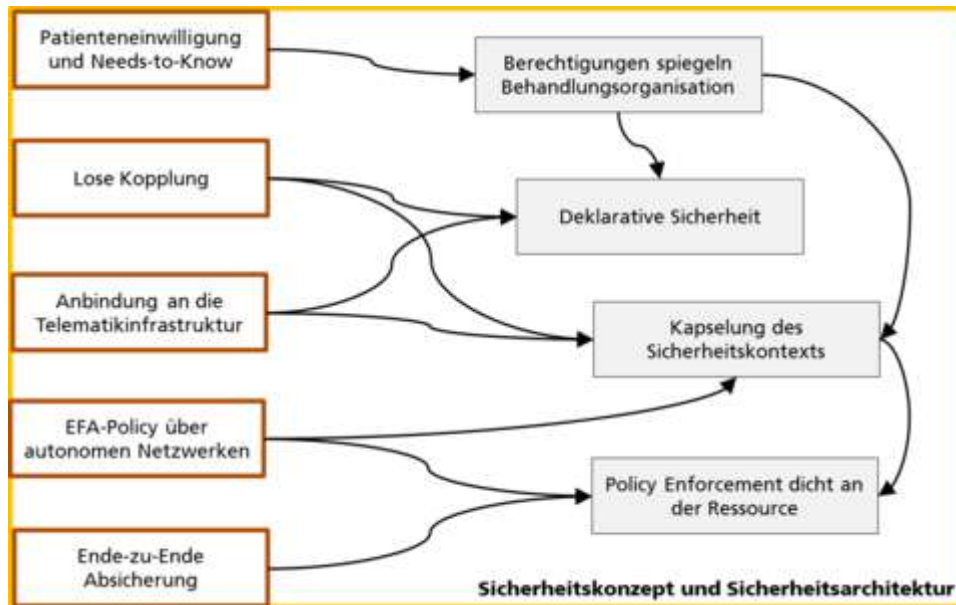 Patienteneinwilligung
und Needs-to-Know
Berechtigungen spiegeln
Behandlungsorganisation
Lose Kopplung
Deklarative Sicherheit
Anbindung an die
Telematikinfrastruktur
Kapselung des
Sicherheitskontexts
EFA-Policy über
autonomen Netzwerken
Policy Enforcement dicht an
der Ressource
Ende-zu-Ende
Absicherung
Sicherheitskonzept und Sicherheitsarchitektur